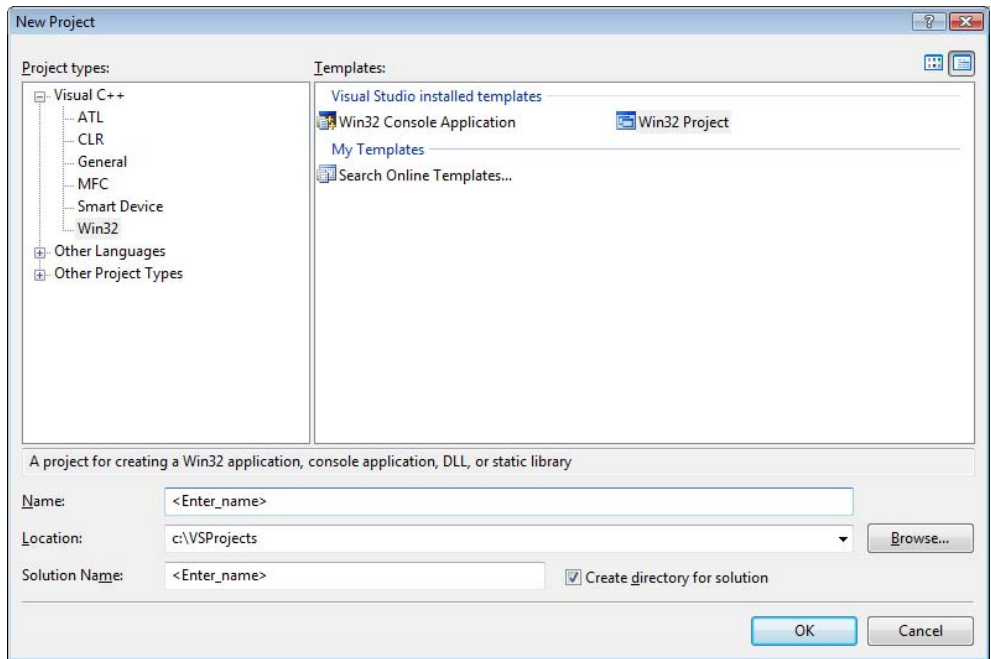 New Project
Project types:
Templates:
Visual C++
ATL
CLR
General
MFC
Smart Device
Win32
Other Languages
Other Project Types
Visual Studio installed templates
Win32 Console Application
Win32 Project
My Templates
Search Online Templates...
A project for creating a Win32 application, console application, DLL, or static library
Name: <Enter_name>
Location: c:\VSProjects Browse...
Solution Name: <Enter_name> Create directory for solution
OK Cancel